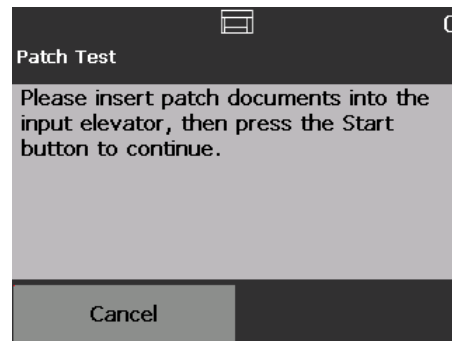 Patch Test
Please insert patch documents into the
input elevator, then press the Start
button to continue.
Cancel